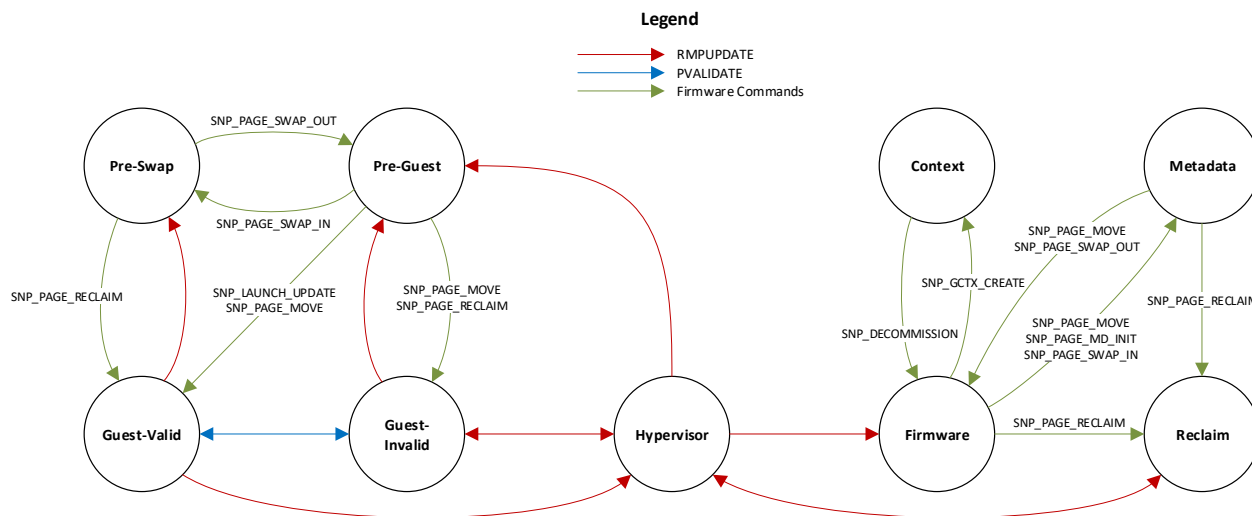 Legend
RMPUPDATE
PVALIDATE
Firmware Commands
SNP_PAGE_SWAP_OUT
Pre-Swap
Pre-Guest
Context
Metadata
SNP_PAGE_SWAP_IN
SNP_PAGE_MOVE
SNP_PAGE_SWAP_OUT
SNP_PAGE_RECLAIM
SNP_LAUNCH_UPDATE
SNP_PAGE_MOVE
SNP_PAGE_MOVE
SNP_PAGE_RECLAIM
SNP_GCTX_CREATE
SNP_PAGE_RECLAIM
SNP_DECOMMISSION
SNP_PAGE_MOVE
SNP_PAGE_MD_INIT
SNP_PAGE_SWAP_IN
Guest-Valid
Guest-
Invalid
Hypervisor
Firmware
SNP_PAGE_RECLAIM
Reclaim